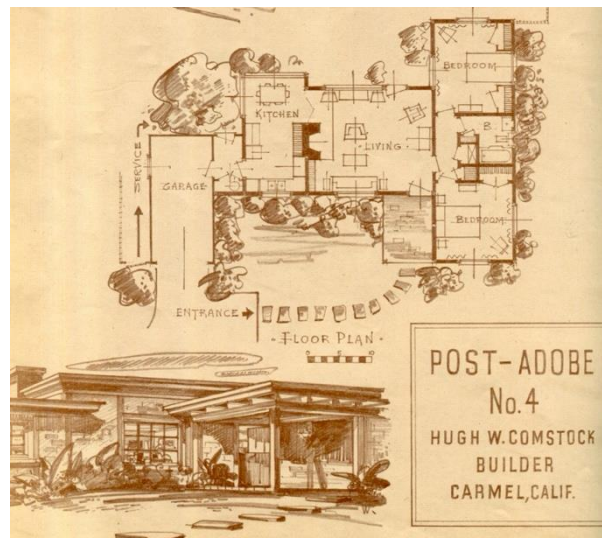 BEDROOM
KITCHEN
B.
LIVING
SERVICE
GARAGE
BEDROOM
ENTRANCE
- FLOOR PLAN -
POST-ADOBE
No.4
HUGH W. COMSTOCK
BUILDER
CARMEL, CALIF.
W.